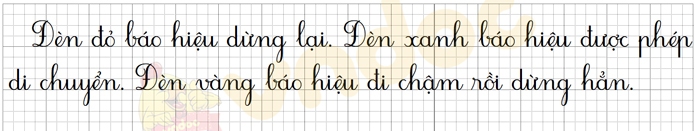 Đèn đỏ báo hiệu dừng lại. Đèn xanh báo hiệu được phép
di chuyển. Đèn vàng báo hiệu đi chậm rồi dừng hẳn.